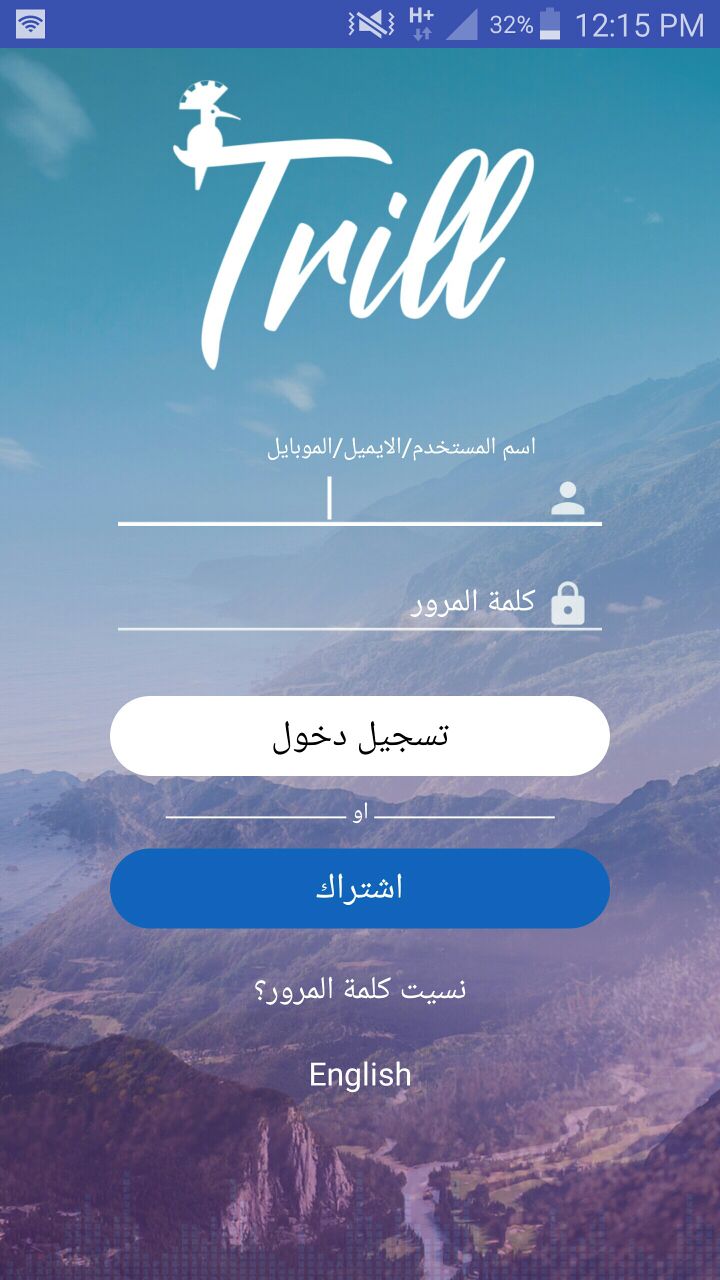 H+ 32% 12:15 PM
Trill
اسم المستخدم/الايميل/الموبايل
كلمة المرور
تسجيل دخول
او
اشتراك
نسيت كلمة المرور؟
English